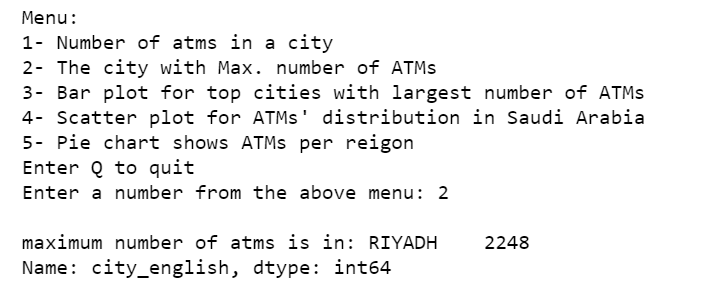 Menu:
1- Number of atms in a city
2- The city with Max. number of ATMs
3- Bar plot for top cities with largest number of ATMs
4- Scatter plot for ATMs' distribution in Saudi Arabia
5- Pie chart shows ATMs per reigon
Enter Q to quit
Enter a number from the above menu: 2
maximum number of atms is in: RIYADH    2248
Name: city_english, dtype: int64